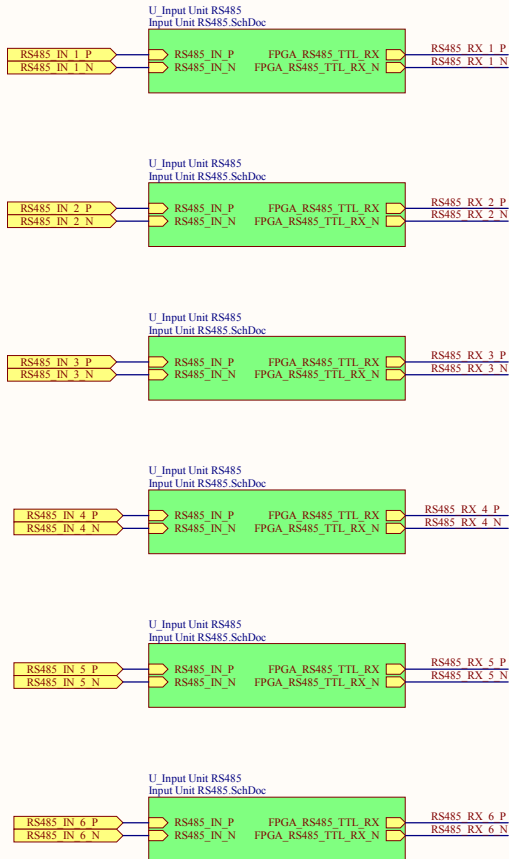 U_Input Unit RS485
Input Unit RS485.SchDoc
RS485_IN_1_P RS485_IN_P FPGA_RS485_TTL_RX RS485_RX_1_P
RS485_IN_1_N RS485_IN_N FPGA_RS485_TTL_RX_N RS485_RX_1_N
U_Input Unit RS485
Input Unit RS485.SchDoc
RS485_IN_2_P RS485_IN_P FPGA_RS485_TTL_RX RS485_RX_2_P
RS485_IN_2_N RS485_IN_N FPGA_RS485_TTL_RX_N RS485_RX_2_N
U_Input Unit RS485
Input Unit RS485.SchDoc
RS485_IN_3_P RS485_IN_P FPGA_RS485_TTL_RX RS485_RX_3_P
RS485_IN_3_N RS485_IN_N FPGA_RS485_TTL_RX_N RS485_RX_3_N
U_Input Unit RS485
Input Unit RS485.SchDoc
RS485_IN_4_P RS485_IN_P FPGA_RS485_TTL_RX RS485_RX_4_P
RS485_IN_4_N RS485_IN_N FPGA_RS485_TTL_RX_N RS485_RX_4_N
U_Input Unit RS485
Input Unit RS485.SchDoc
RS485_IN_5_P RS485_IN_P FPGA_RS485_TTL_RX RS485_RX_5_P
RS485_IN_5_N RS485_IN_N FPGA_RS485_TTL_RX_N RS485_RX_5_N
U_Input Unit RS485
Input Unit RS485.SchDoc
RS485_IN_6_P RS485_IN_P FPGA_RS485_TTL_RX RS485_RX_6_P
RS485_IN_6_N RS485_IN_N FPGA_RS485_TTL_RX_N RS485_RX_6_N